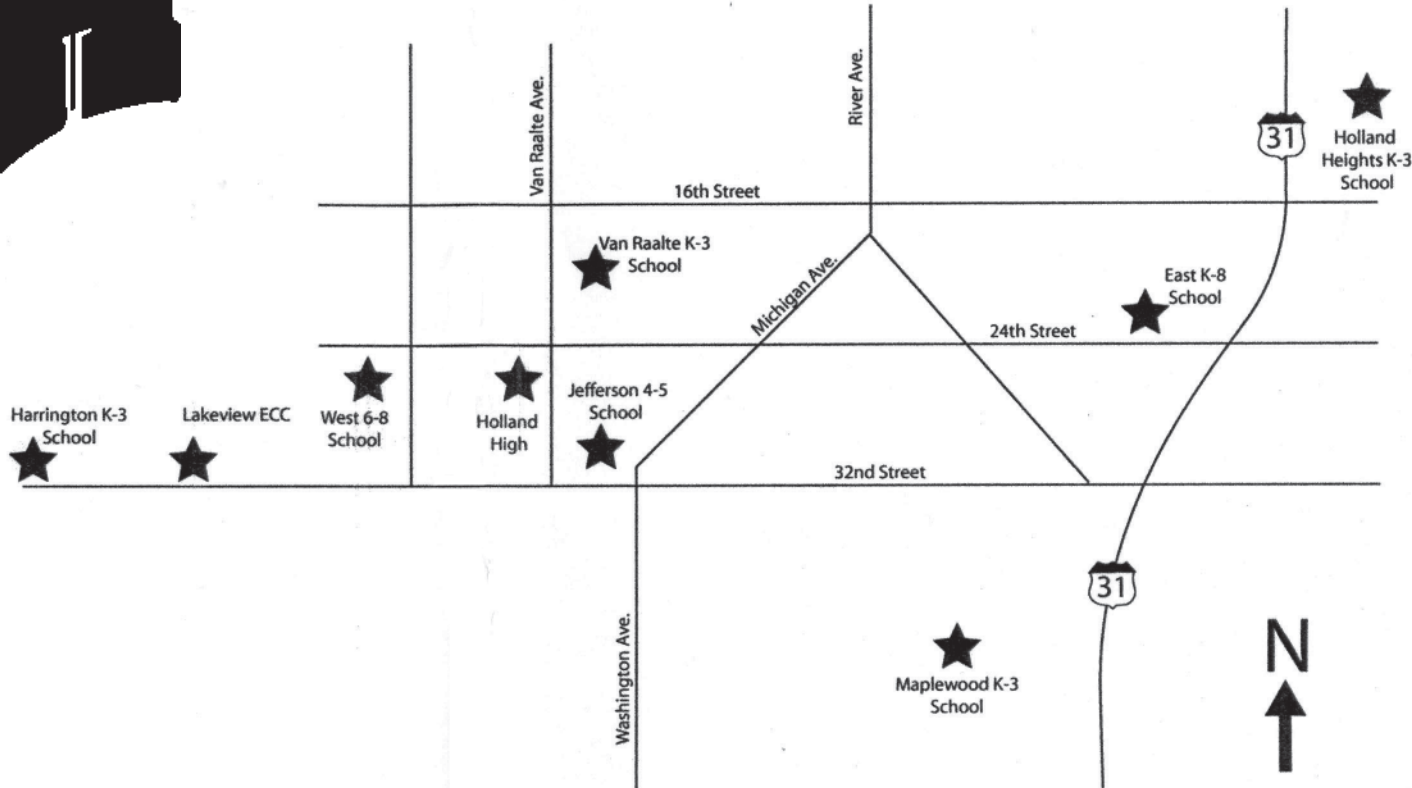 Van Raalte Ave.
River Ave.
31
Holland
Heights K-3
School
16th Street
Van Raalte K-3
School
Michigan Ave.
East K-8
School
24th Street
Harrington K-3
School
Lakeview ECC
West 6-8
School
Holland
High
Jefferson 4-5
School
32nd Street
31
Washington Ave.
Maplewood K-3
School
N